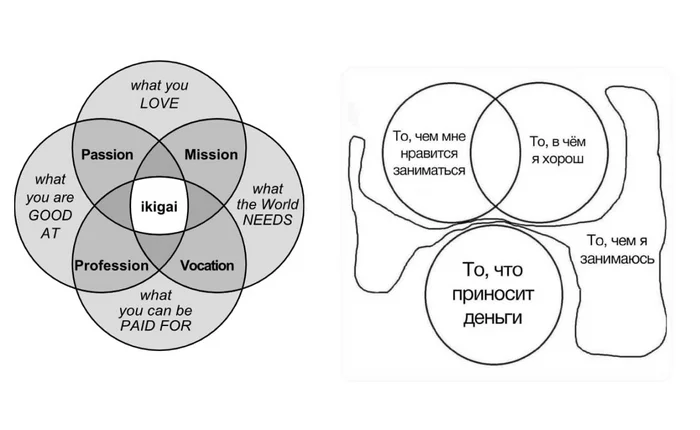 what you
LOVE
Passion
Mission
what
you are
GOOD
AT
ikigai
what
the World
NEEDS
Profession
Vocation
what
you can be
PAID FOR
То, чем мне
нравится
заниматься
То, в чём
я хорош
То, чем я
занимаюсь
То, что
приносит
деньги